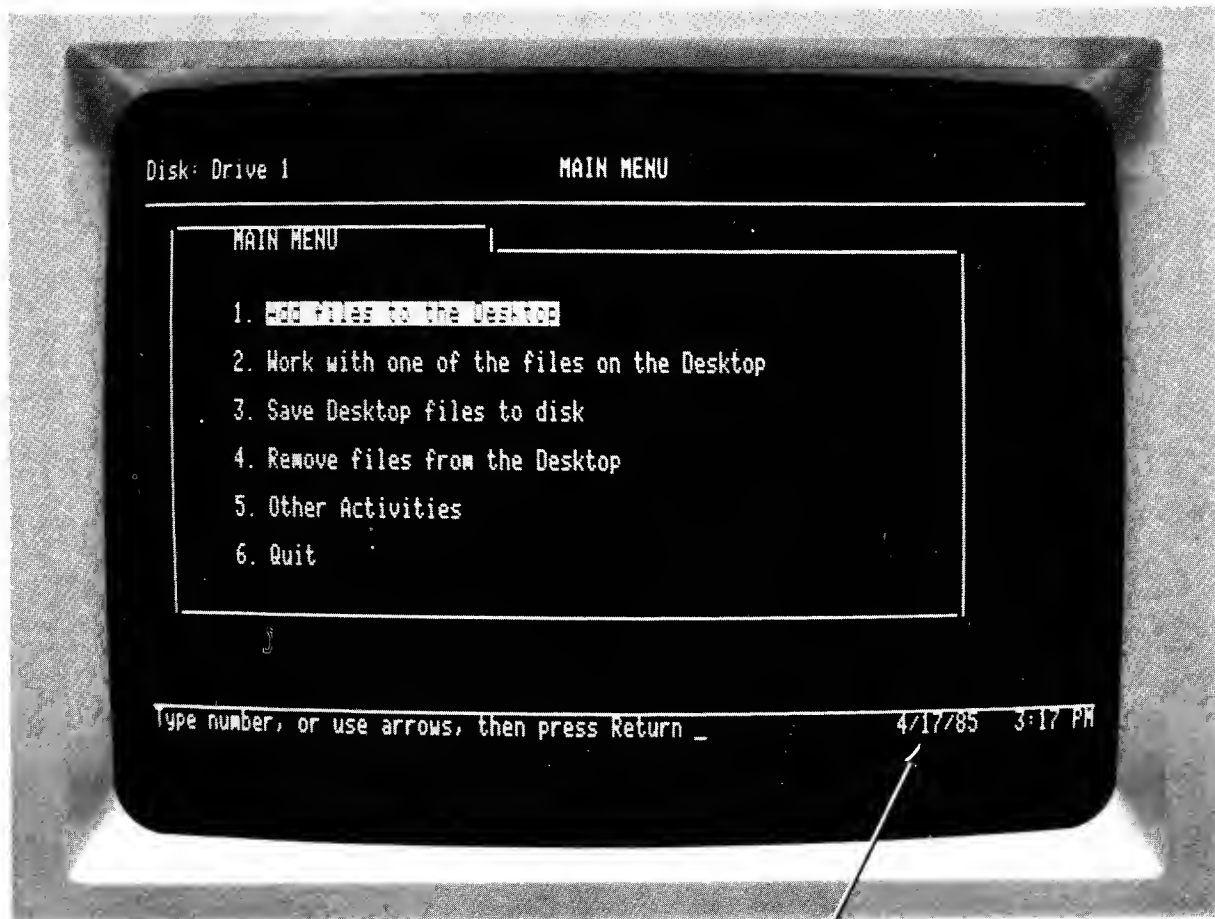 Disk: Drive 1 MAIN MENU
MAIN MENU
1. Add files to the Desktop
2. Work with one of the files on the Desktop
3. Save Desktop files to disk
4. Remove files from the Desktop
5. Other Activities
6. Quit
Type number, or use arrows, then press Return _ 4/17/85 3:17 PM